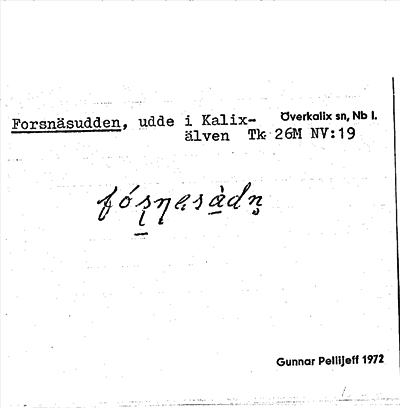 Forsnäsudden, udde i Kalix- Överkalix sn, Nb l.
älven Tk 26M NV:19
Gunnar Pellijeff 1972